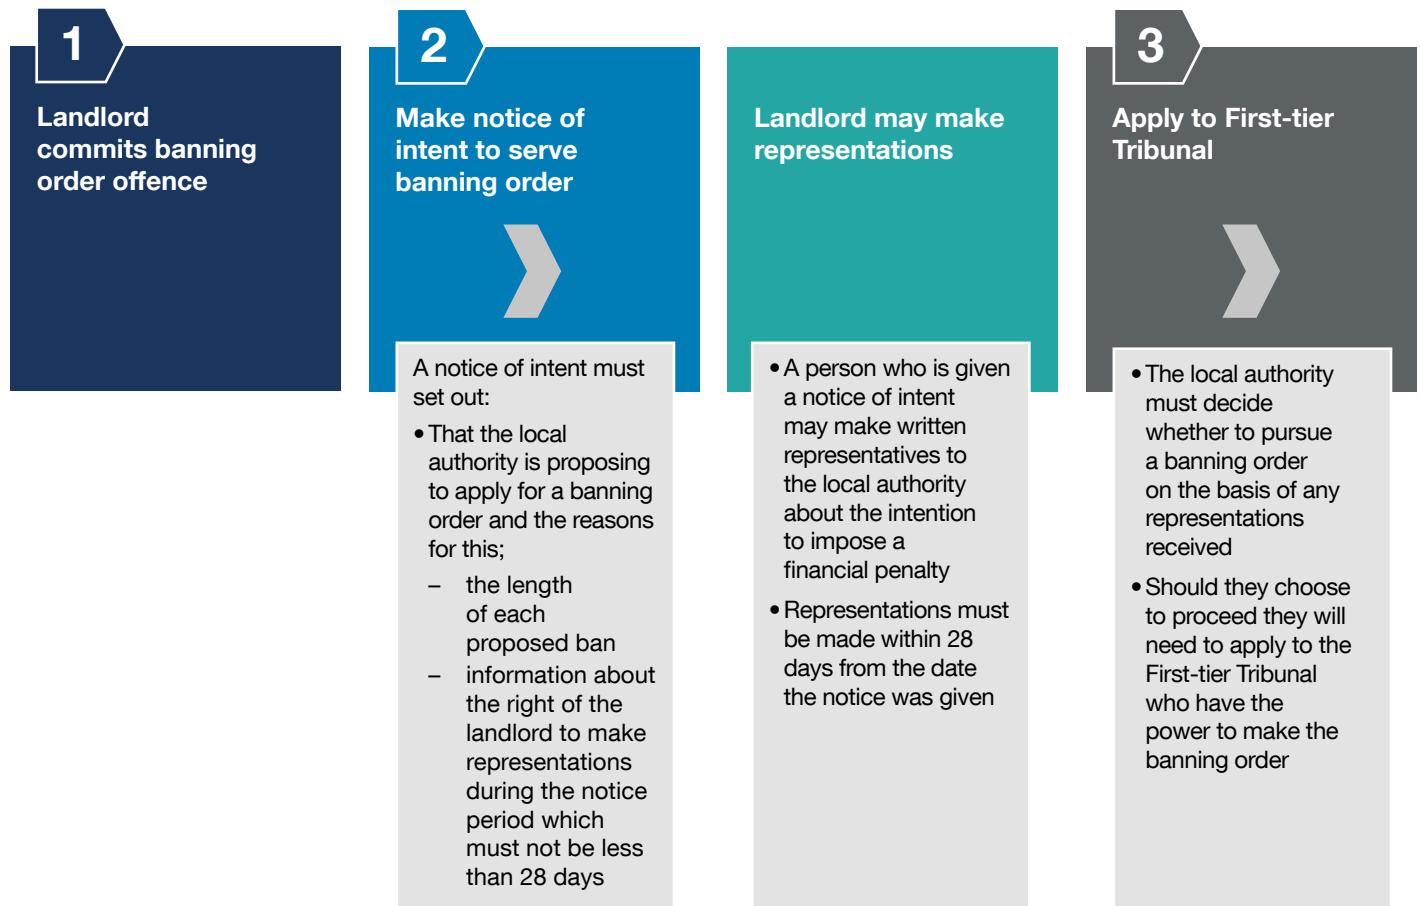 1
Landlord
commits banning
order offence
2
Make notice of
intent to serve
banning order
A notice of intent must
set out:
• That the local
authority is proposing
to apply for a banning
order and the reasons
for this;
– the length
of each
proposed ban
– information about
the right of the
landlord to make
representations
during the notice
period which
must not be less
than 28 days
Landlord may make
representations
• A person who is given
a notice of intent
may make written
representatives to
the local authority
about the intention
to impose a
financial penalty
• Representations must
be made within 28
days from the date
the notice was given
3
Apply to First-tier
Tribunal
• The local authority
must decide
whether to pursue
a banning order
on the basis of any
representations
received
• Should they choose
to proceed they will
need to apply to the
First-tier Tribunal
who have the
power to make the
banning order